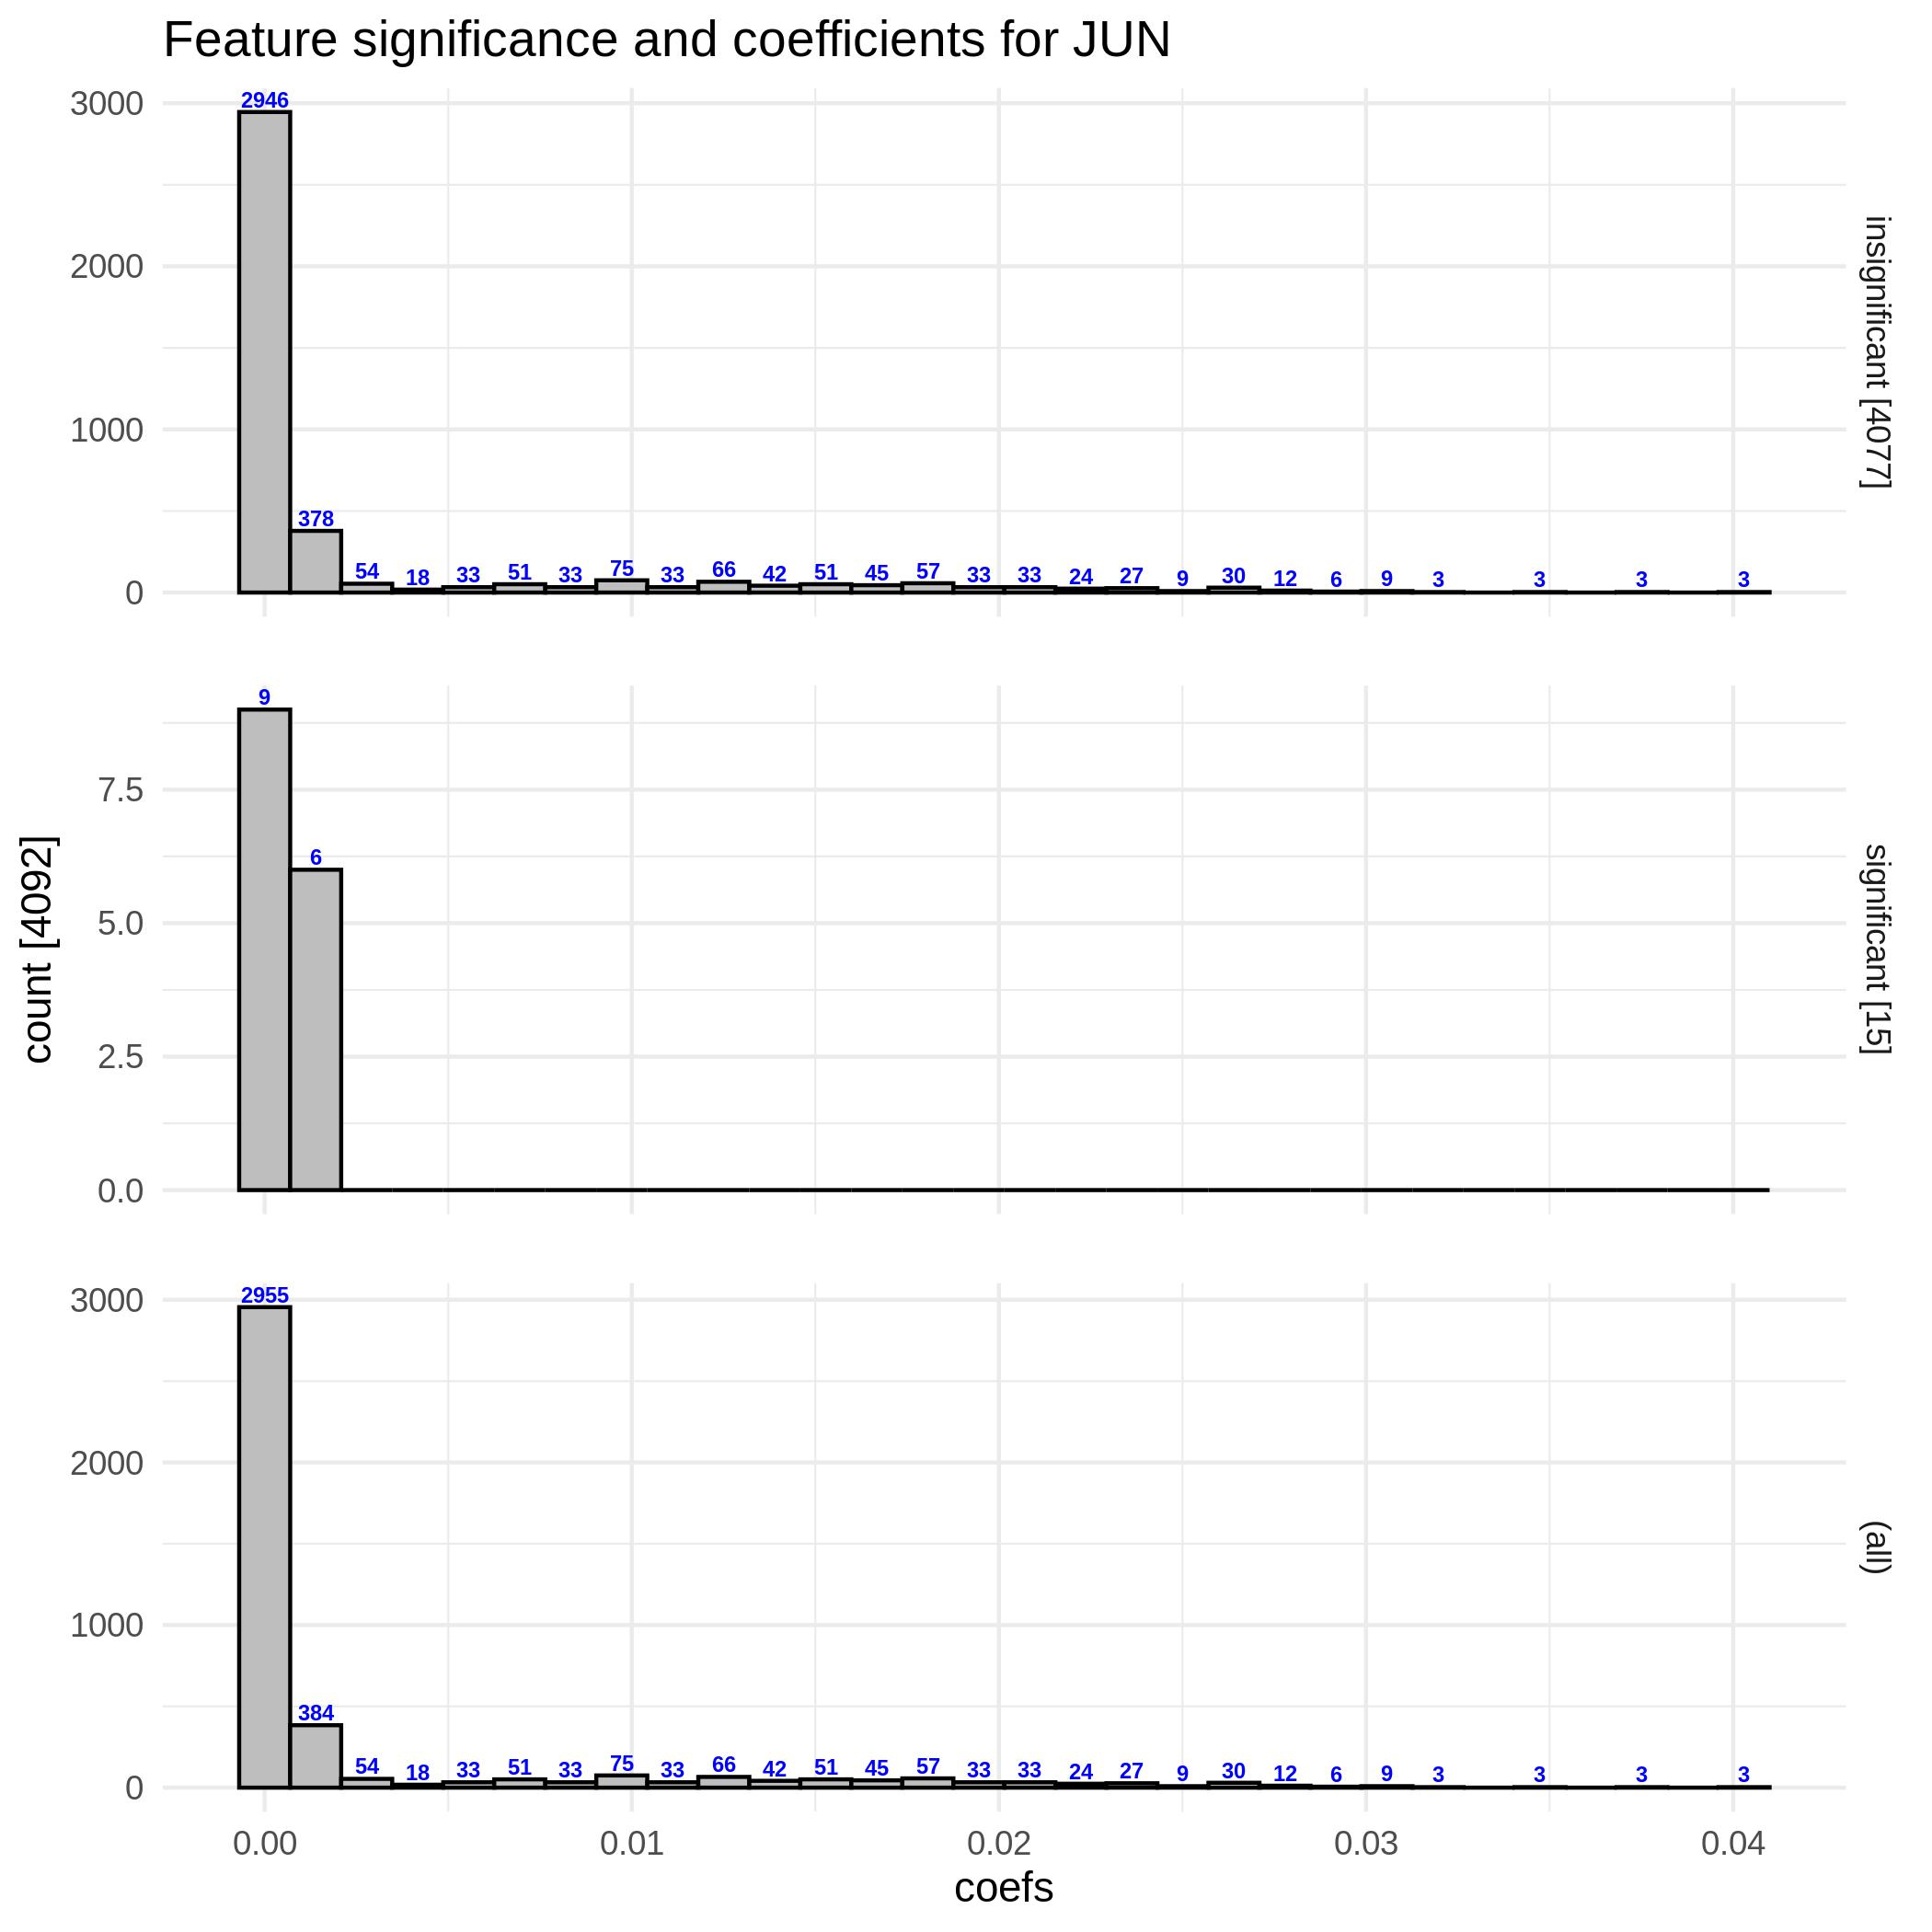 Feature significance and coefficients for JUN
3000
2000
1000
0
2946
378
54 18 33 51 33 75 33 66 42 51 45 57 33 33 24 27 9 30 12 6 9 3 3 3 3
insignificant [4077]
count [4092]
7.5
5.0
2.5
0.0
9
6
significant [15]
3000
2000
1000
0
2955
384
54 18 33 51 33 75 33 66 42 51 45 57 33 33 24 27 9 30 12 6 9 3 3 3 3
(all)
0.00 0.01 0.02 0.03 0.04
coefs